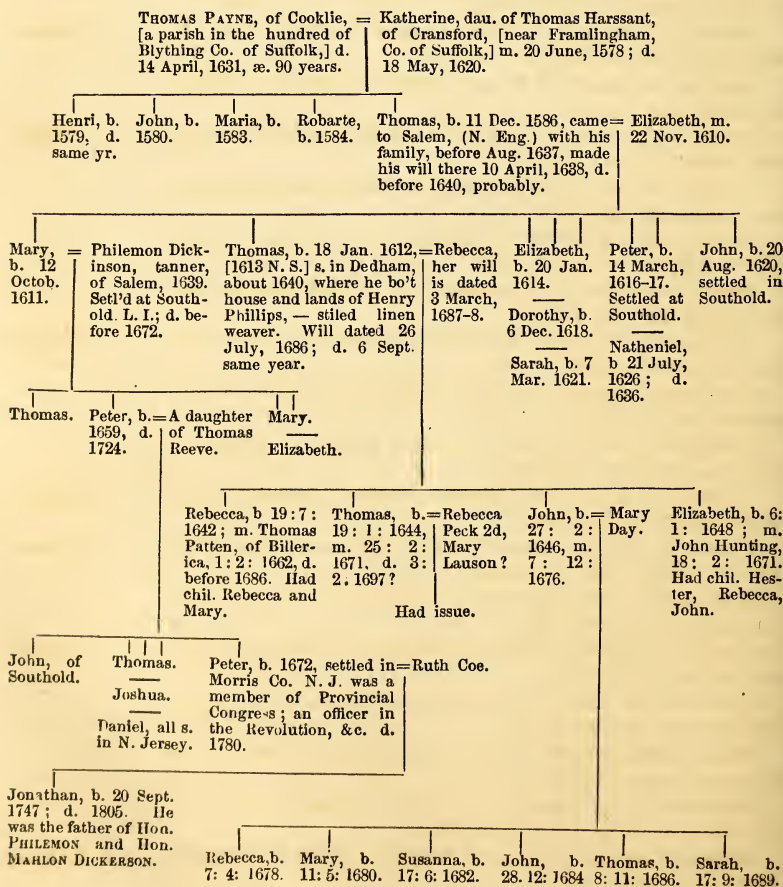 THOMAS PAYNE, of Cooklie,
[a parish in the hundred of
Blything Co. of Suffolk,] d.
14 April, 1631, æ. 90 years.
= Katherine, dau. of Thomas Harssant,
of Cransford, [near Framlingham,
Co. of Suffolk,] m. 20 June, 1578; d.
18 May, 1620.
Henri, b.
1579, d.
same yr.
John, b.
1580.
Maria, b.
1583.
Robarte,
b. 1584.
Thomas, b. 11 Dec. 1586, came
to Salem, (N. Eng.) with his
family, before Aug. 1637, made
his will there 10 April, 1638, d.
before 1640, probably.
= Elizabeth, m.
22 Nov. 1610.
Mary,
b. 12
Octob.
1611.
= Philemon Dick-
inson, tanner,
of Salem, 1639.
Setl'd at South-
old. L. I.; d. be-
fore 1672.
Thomas, b. 18 Jan. 1612,
[1613 N. S.] s. in Dedham,
about 1640, where he bo't
house and lands of Henry
Phillips, — stiled linen
weaver. Will dated 26
July, 1686; d. 6 Sept.
same year.
=Rebecca,
her will
is dated
3 March,
1687-8.
Elizabeth,
b. 20 Jan.
1614.
—
Dorothy, b.
6 Dec. 1618.
—
Sarah, b. 7
Mar. 1621.
Peter, b.
14 March,
1616-17.
Settled at
Southold.
—
Natheniel,
b 21 July,
1626; d.
1636.
John, b. 20
Aug. 1620,
settled in
Southold.
Thomas.
Peter, b.
1659, d.
1724.
= A daughter
of Thomas
Reeve.
Mary.
—
Elizabeth.
Rebecca, b 19:7:
1642; m. Thomas
Patten, of Biller-
ica, 1: 2: 1662, d.
before 1686. Had
chil. Rebecca and
Mary.
Thomas, b.
19: 1: 1644,
m. 25: 2:
1671, d. 3:
2. 1697?
=Rebecca
Peck 2d,
Mary
Lauson?
Had issue.
John, b.
27: 2:
1646, m.
7: 12:
1676.
= Mary
Day.
Elizabeth, b. 6:
1: 1648; m.
John Hunting,
18: 2: 1671.
Had chil. Hes-
ter, Rebecca,
John.
John, of
Southold.
Thomas.
—
Joshua.
—
Daniel, all s.
in N. Jersey.
Peter, b. 1672, settled in
Morris Co. N. J. was a
member of Provincial
Congress; an officer in
the Revolution, &c. d.
1780.
=Ruth Coe.
Jonathan, b. 20 Sept.
1747; d. 1805. He
was the father of Hon.
PHILEMON and Hon.
MAHLON DICKERSON.
Rebecca, b.
7: 4: 1678.
Mary, b.
11: 5: 1680.
Susanna, b.
17: 6: 1682.
John, b.
28. 12: 1684
Thomas, b.
8: 11: 1686.
Sarah, b.
17: 9: 1689.